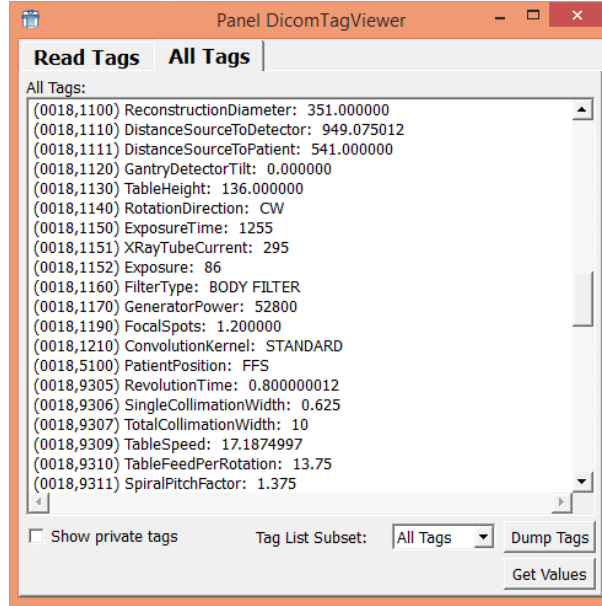 Panel DicomTagViewer
Read Tags All Tags
All Tags:
(0018,1100) ReconstructionDiameter: 351.000000
(0018,1110) DistanceSourceToDetector: 949.075012
(0018,1111) DistanceSourceToPatient: 541.000000
(0018,1120) GantryDetectorTilt: 0.000000
(0018,1130) TableHeight: 136.000000
(0018,1140) RotationDirection: CW
(0018,1150) ExposureTime: 1255
(0018,1151) XRayTubeCurrent: 295
(0018,1152) Exposure: 86
(0018,1160) FilterType: BODY FILTER
(0018,1170) GeneratorPower: 52800
(0018,1190) FocalSpots: 1.200000
(0018,1210) ConvolutionKernel: STANDARD
(0018,5100) PatientPosition: FFS
(0018,9305) RevolutionTime: 0.800000012
(0018,9306) SingleCollimationWidth: 0.625
(0018,9307) TotalCollimationWidth: 10
(0018,9309) TableSpeed: 17.1874997
(0018,9310) TableFeedPerRotation: 13.75
(0018,9311) SpiralPitchFactor: 1.375
Show private tags Tag List Subset: All Tags Dump Tags
Get Values